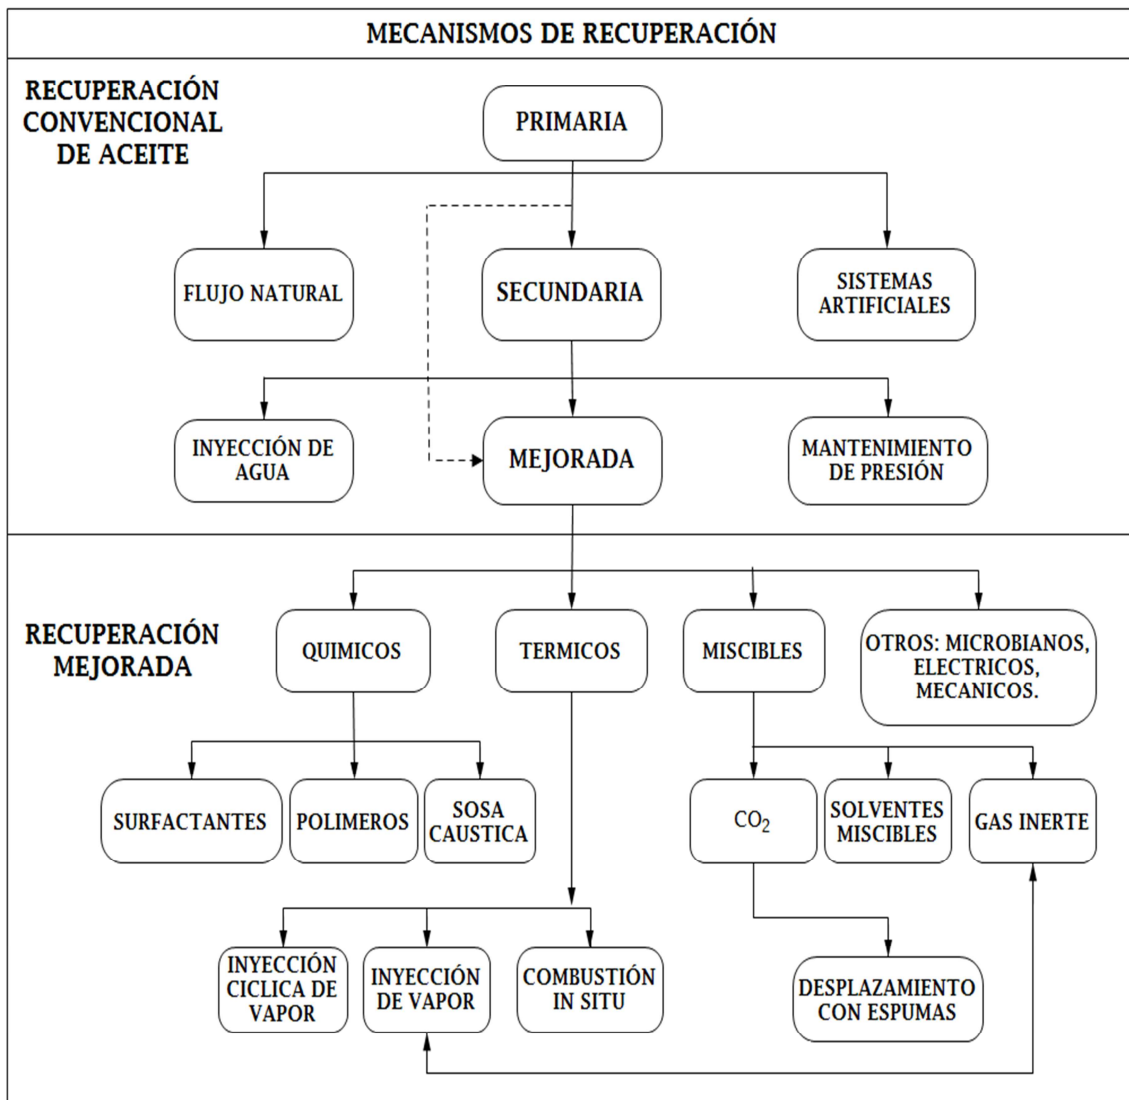 MECANISMOS DE RECUPERACIÓN
RECUPERACIÓN
CONVENCIONAL
DE ACEITE
PRIMARIA
FLUJO NATURAL
SECUNDARIA
SISTEMAS
ARTIFICIALES
INYECCIÓN DE
AGUA
MEJORADA
MANTENIMIENTO
DE PRESIÓN
RECUPERACIÓN
MEJORADA
QUIMICOS
TERMICOS
MISCIBLES
OTROS: MICROBIANOS,
ELECTRICOS,
MECANICOS.
SURFACTANTES
POLIMEROS
SOSA
CAUSTICA
CO₂
SOLVENTES
MISCIBLES
GAS INERTE
INYECCIÓN
CICLICA DE
VAPOR
INYECCIÓN
DE VAPOR
COMBUSTIÓN
IN SITU
DESPLAZAMIENTO
CON ESPUMAS